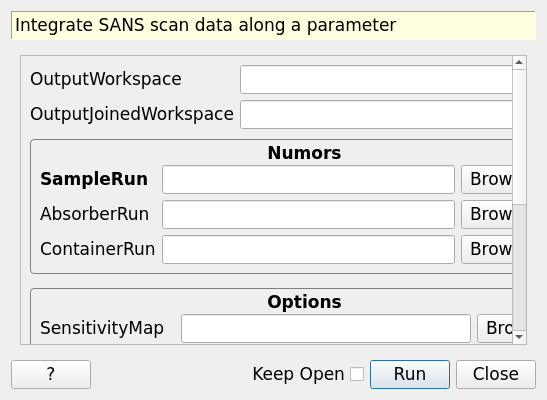 Integrate SANS scan data along a parameter
OutputWorkspace
OutputJoinedWorkspace
Numors
SampleRun Brow
AbsorberRun Brow
ContainerRun Brow
Options
SensitivityMap Bro
? Keep Open Run Close